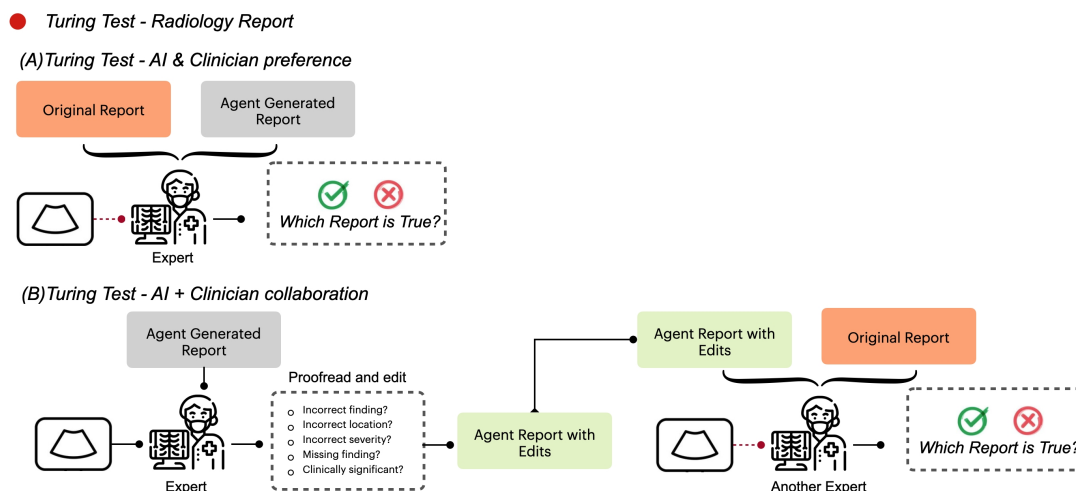 Turing Test - Radiology Report
(A)Turing Test - AI & Clinician preference
Original Report
Agent Generated
Report
Which Report is True?
Expert
(B)Turing Test - AI + Clinician collaboration
Agent Generated
Report
Proofread and edit
Incorrect finding?
Incorrect location?
Incorrect severity?
Missing finding?
Clinically significant?
Expert
Agent Report with
Edits
Agent Report with
Edits
Original Report
Which Report is True?
Another Expert